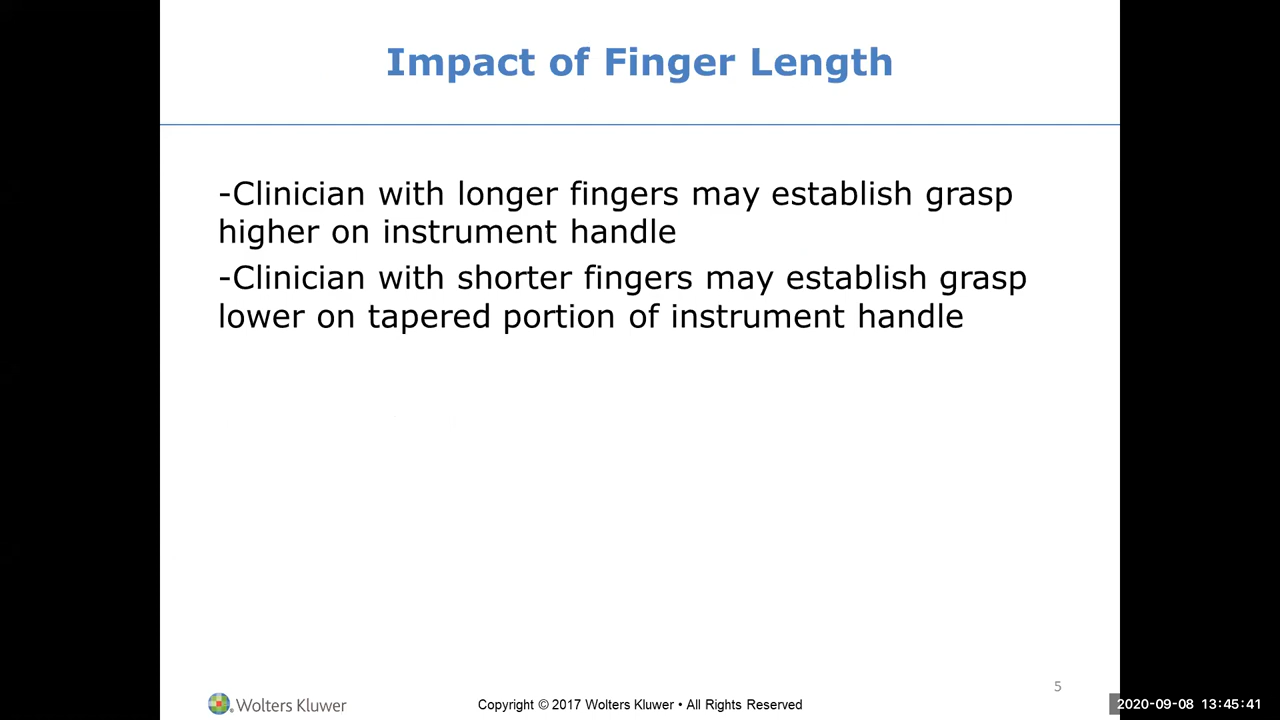 Impact of Finger Length
-Clinician with longer fingers may establish grasp
higher on instrument handle
-Clinician with shorter fingers may establish grasp
lower on tapered portion of instrument handle
5
Wolters Kluwer
Copyright © 2017 Wolters Kluwer • All Rights Reserved
2020-09-08 13:45:41